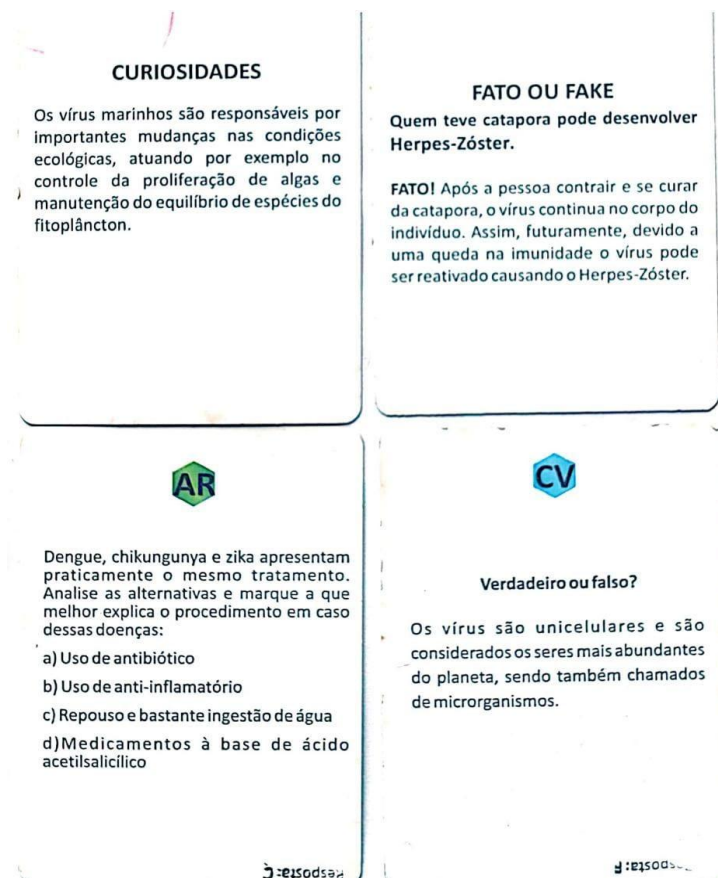 CURIOSIDADES
Os vírus marinhos são responsáveis por
importantes mudanças nas condições
ecológicas, atuando por exemplo no
controle da proliferação de algas e
manutenção do equilíbrio de espécies do
fitoplâncton.
FATO OU FAKE
Quem teve catapora pode desenvolver
Herpes-Zóster.
FATO! Após a pessoa contrair e se curar
da catapora, o vírus continua no corpo do
indivíduo. Assim, futuramente, devido a
uma queda na imunidade o vírus pode
ser reativado causando o Herpes-Zóster.
AR
Dengue, chikungunya e zika apresentam
praticamente o mesmo tratamento.
Analise as alternativas e marque a que
melhor explica o procedimento em caso
dessas doenças:
a) Uso de antibiótico
b) Uso de anti-inflamatório
c) Repouso e bastante ingestão de água
d)Medicamentos à base de ácido
acetilsalicílico
Resposta: C
CV
Verdadeiro ou falso?
Os vírus são unicelulares e são
considerados os seres mais abundantes
do planeta, sendo também chamados
de microrganismos.
Resposta: F